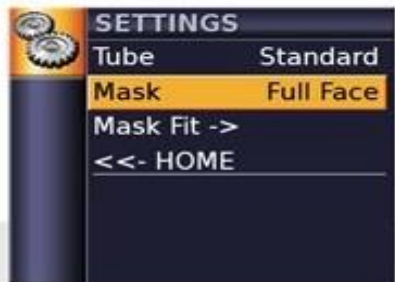 SETTINGS
Tube Standard
Mask Full Face
Mask Fit ->
<<- HOME